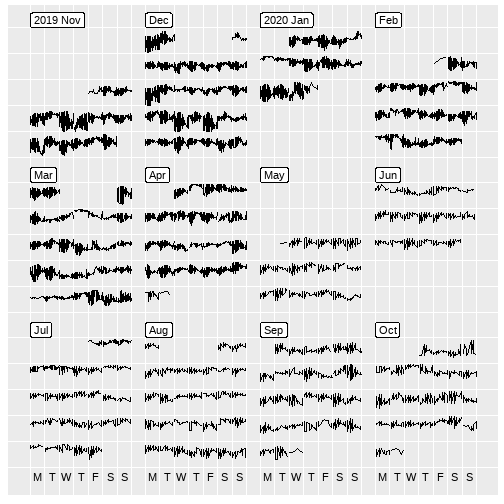 2019 Nov Dec 2020 Jan Feb
Mar Apr May Jun
Jul Aug Sep Oct
M T W T F S S M T W T F S S M T W T F S S M T W T F S S